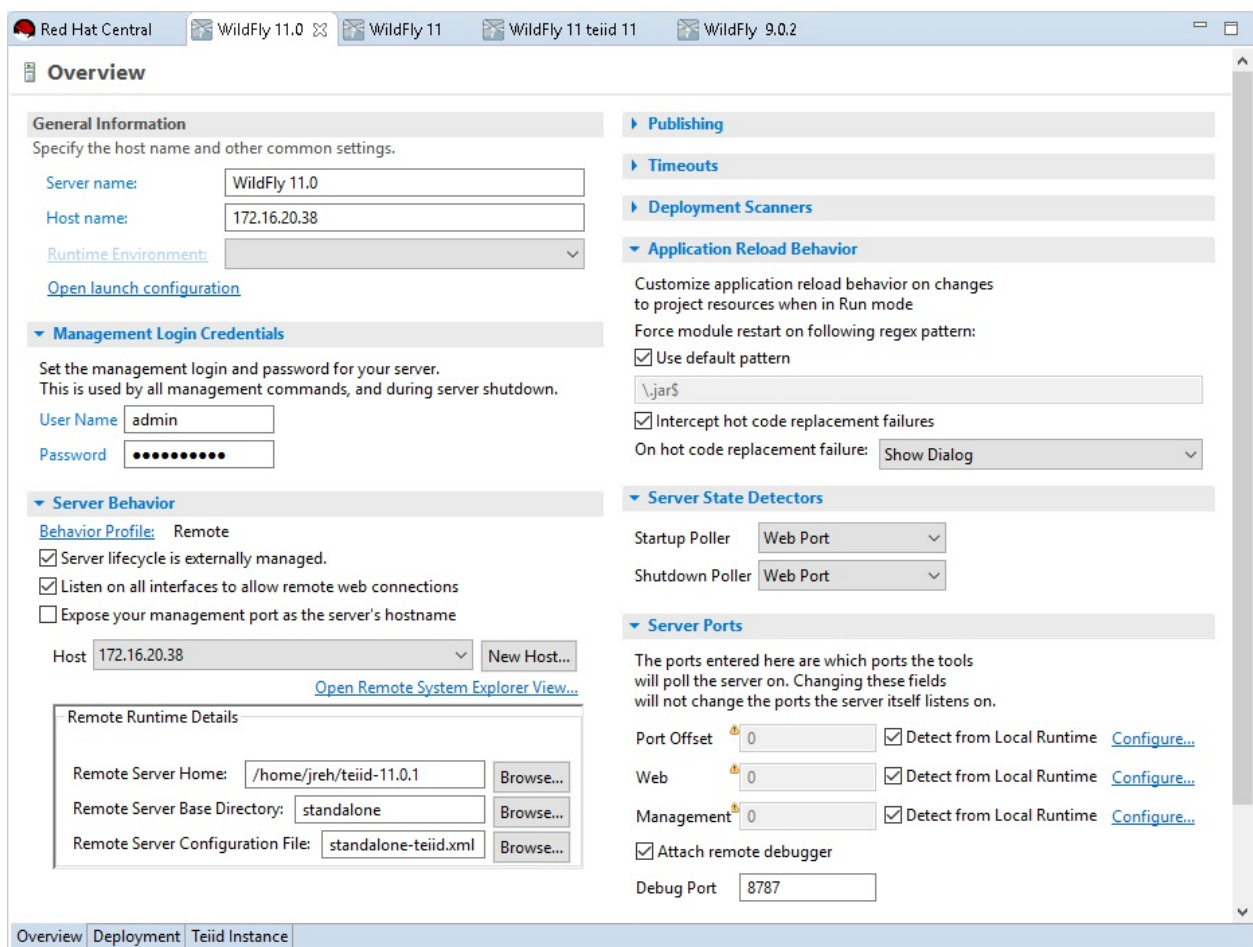 Red Hat Central
WildFly 11.0
WildFly 11
WildFly 11 teiid 11
WildFly 9.0.2
Overview
General Information
Specify the host name and other common settings.
Server name:
WildFly 11.0
Host name:
172.16.20.38
Runtime Environment:
Open launch configuration
Management Login Credentials
Set the management login and password for your server.
This is used by all management commands, and during server shutdown.
User Name
admin
Password
●●●●●●●●●●
Server Behavior
Behavior Profile: Remote
Server lifecycle is externally managed.
Listen on all interfaces to allow remote web connections
Expose your management port as the server's hostname
Host 172.16.20.38
New Host...
Open Remote System Explorer View...
Remote Runtime Details
Remote Server Home: /home/jreh/teiid-11.0.1 Browse...
Remote Server Base Directory: standalone Browse...
Remote Server Configuration File: standalone-teiid.xml Browse...
Publishing
Timeouts
Deployment Scanners
Application Reload Behavior
Customize application reload behavior on changes
to project resources when in Run mode
Force module restart on following regex pattern:
Use default pattern
\.jar$
Intercept hot code replacement failures
On hot code replacement failure: Show Dialog
Server State Detectors
Startup Poller Web Port
Shutdown Poller Web Port
Server Ports
The ports entered here are which ports the tools
will poll the server on. Changing these fields
will not change the ports the server itself listens on.
Port Offset 0 Detect from Local Runtime Configure...
Web 0 Detect from Local Runtime Configure...
Management 0 Detect from Local Runtime Configure...
Attach remote debugger
Debug Port 8787
Overview Deployment Teiid Instance